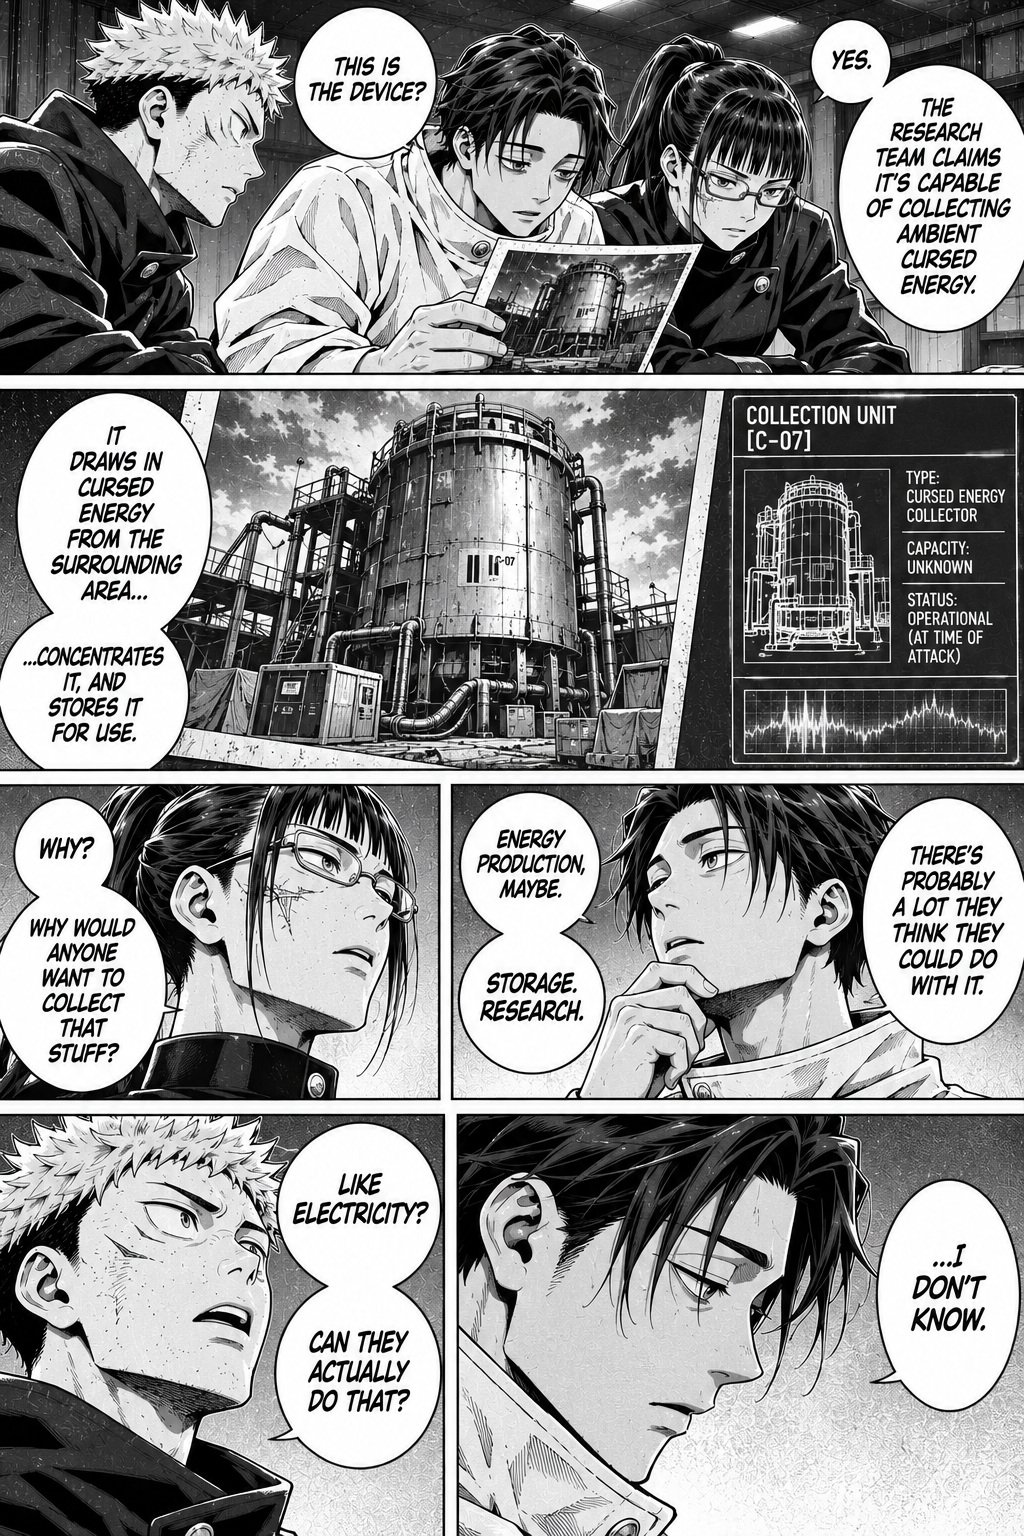 THIS IS
THE DEVICE?
YES.
THE
RESEARCH
TEAM CLAIMS
IT'S CAPABLE
OF COLLECTING
AMBIENT
CURSED
ENERGY.
IT
DRAWS IN
CURSED
ENERGY
FROM THE
SURROUNDING
AREA...
...CONCENTRATES
IT, AND
STORES IT
FOR USE.
C-07
COLLECTION UNIT
[C-07]
TYPE:
CURSED ENERGY
COLLECTOR
CAPACITY:
UNKNOWN
STATUS:
OPERATIONAL
(AT TIME OF
ATTACK)
WHY?
WHY WOULD
ANYONE
WANT TO
COLLECT
THAT
STUFF?
ENERGY
PRODUCTION,
MAYBE.
STORAGE.
RESEARCH.
THERE'S
PROBABLY
A LOT THEY
THINK THEY
COULD DO
WITH IT.
LIKE
ELECTRICITY?
CAN THEY
ACTUALLY
DO THAT?
...I
DON'T
KNOW.